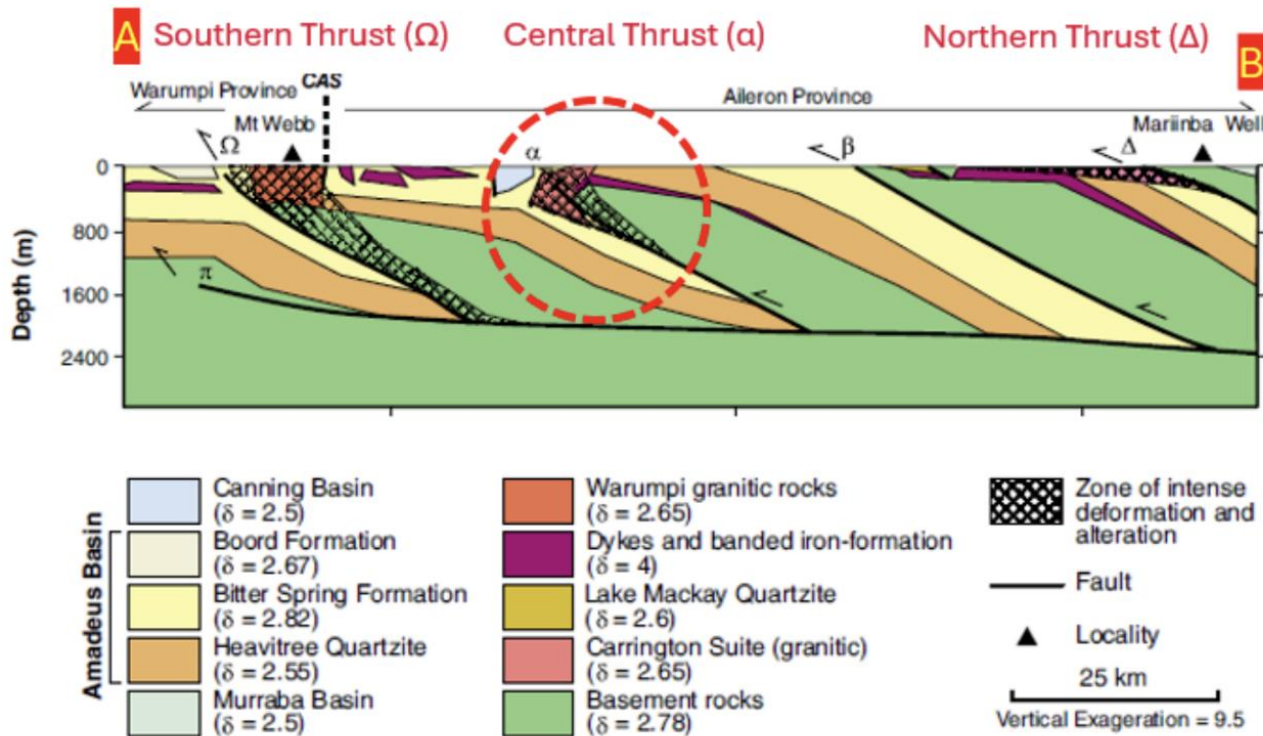 A Southern Thrust (Ω) Central Thrust (α) Northern Thrust (Δ) B
Warumpi Province CAS Aileron Province
Mt Webb Mariinba Well
Ω α β Δ
0
800
π
1600
2400
Depth (m)
Amadeus Basin
Canning Basin
(δ = 2.5)
Boord Formation
(δ = 2.67)
Bitter Spring Formation
(δ = 2.82)
Heavitree Quartzite
(δ = 2.55)
Murraba Basin
(δ = 2.5)
Warumpi granitic rocks
(δ = 2.65)
Dykes and banded iron-formation
(δ = 4)
Lake Mackay Quartzite
(δ = 2.6)
Carrington Suite (granitic)
(δ = 2.65)
Basement rocks
(δ = 2.78)
Zone of intense
deformation and
alteration
Fault
Locality
25 km
Vertical Exageration = 9.5